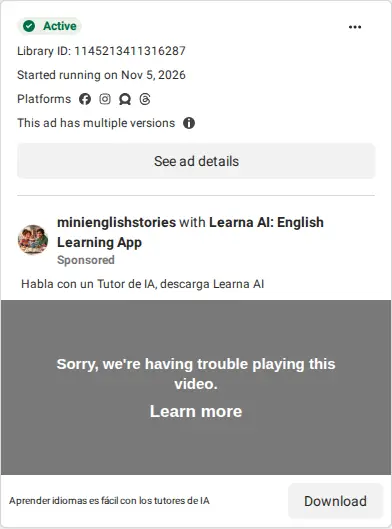 Active
Library ID: 1145213411316287
Started running on Nov 5, 2026
Platforms
This ad has multiple versions
See ad details
minienglishstories with Learna AI: English
Learning App
Sponsored
Habla con un Tutor de IA, descarga Learna AI
Sorry, we're having trouble playing this
video.
Learn more
Aprender idiomas es fácil con los tutores de IA
Download